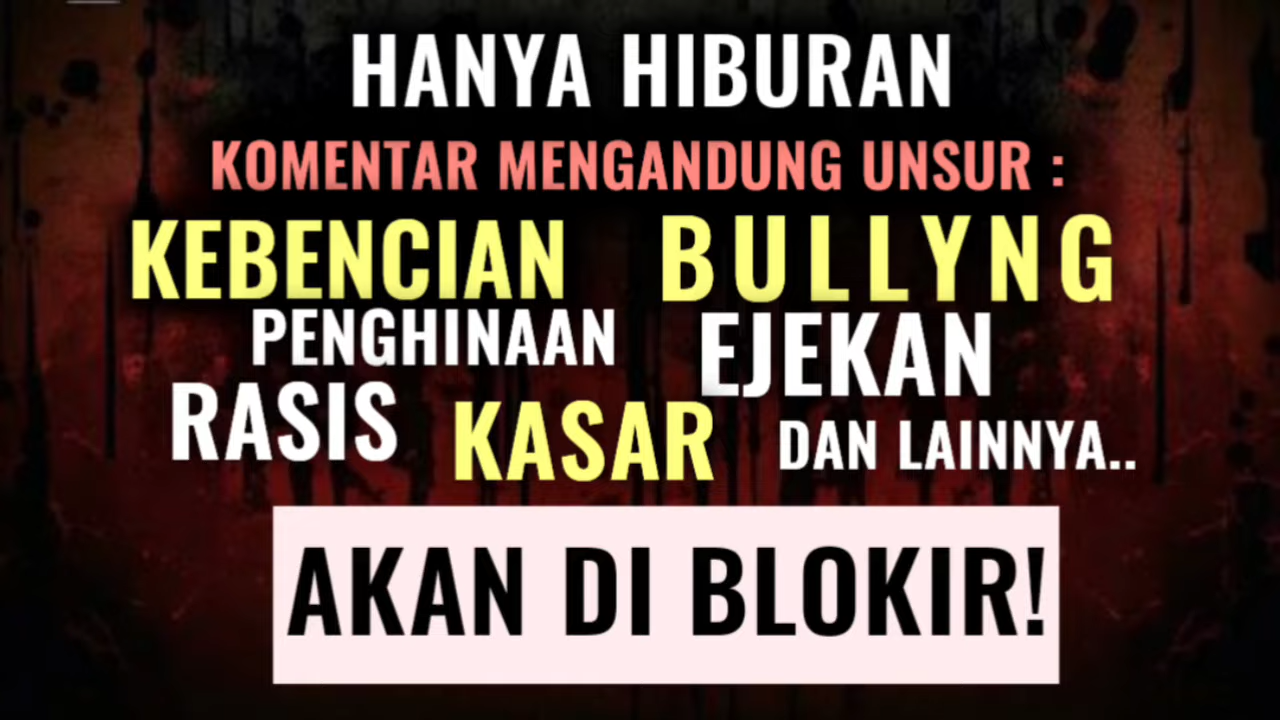 HANYA HIBURAN
KOMENTAR MENGANDUNG UNSUR :
KEBENCIAN BULLYNG
PENGHINAAN EJEKAN
RASIS KASAR DAN LAINNYA..
AKAN DI BLOKIR!